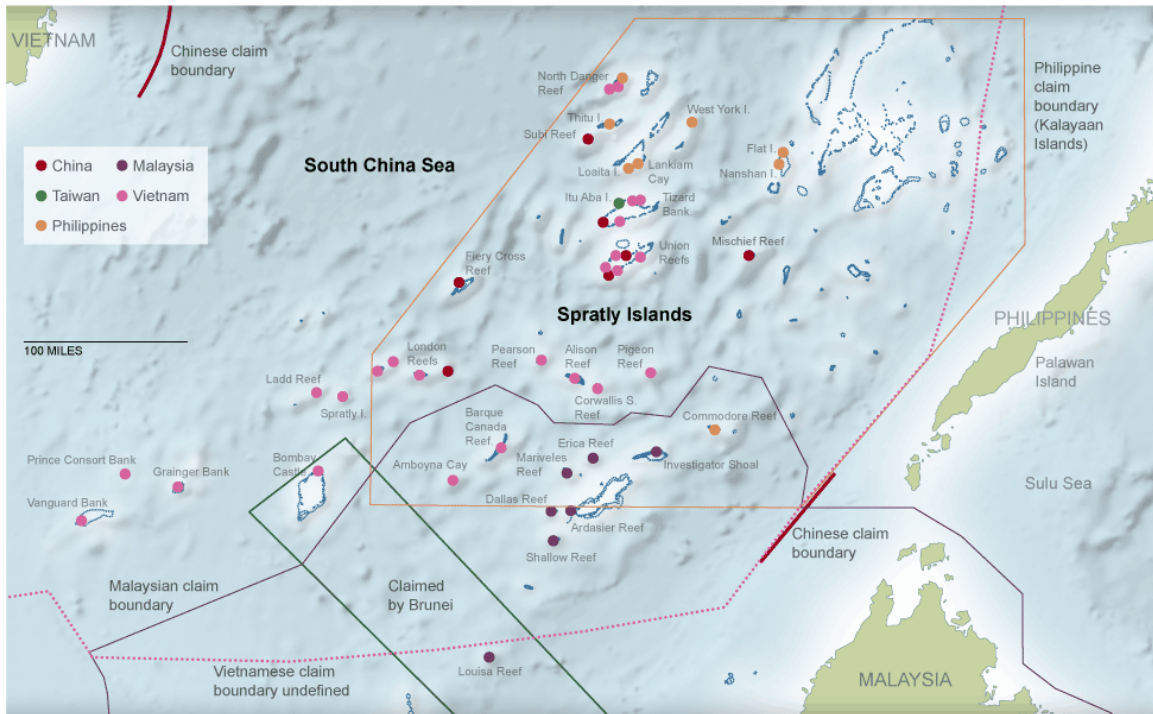 VIETNAM
Chinese claim
boundary
North Danger
Reef
Philippine
claim
boundary
(Kalayaan
Islands)
West York I.
Thitu I.
Subi Reef
South China Sea
China
Malaysia
Taiwan
Vietnam
Philippines
Flat I.
Nanshan I.
Loaita I.
Lankiam
Cay
Itu Aba I.
Tizard
Bank
Union
Reefs
Mischief Reef
Fiery Cross
Reef
Spratly Islands
PHILIPPINES
100 MILES
London
Reefs
Pearson
Reef
Alison
Reef
Pigeon
Reef
Palawan
Island
Ladd Reef
Spratly I.
Corwallis S.
Reef
Barque
Canada
Reef
Commodore Reef
Erica Reef
Mariveles
Reef
Investigator Shoal
Prince Consort Bank
Grainger Bank
Bombay
Castle
Amboyna Cay
Sulu Sea
Vanguard Bank
Dallas Reef
Ardasier Reef
Chinese claim
boundary
Shallow Reef
Malaysian claim
boundary
Claimed
by Brunei
Louisa Reef
Vietnamese claim
boundary undefined
MALAYSIA